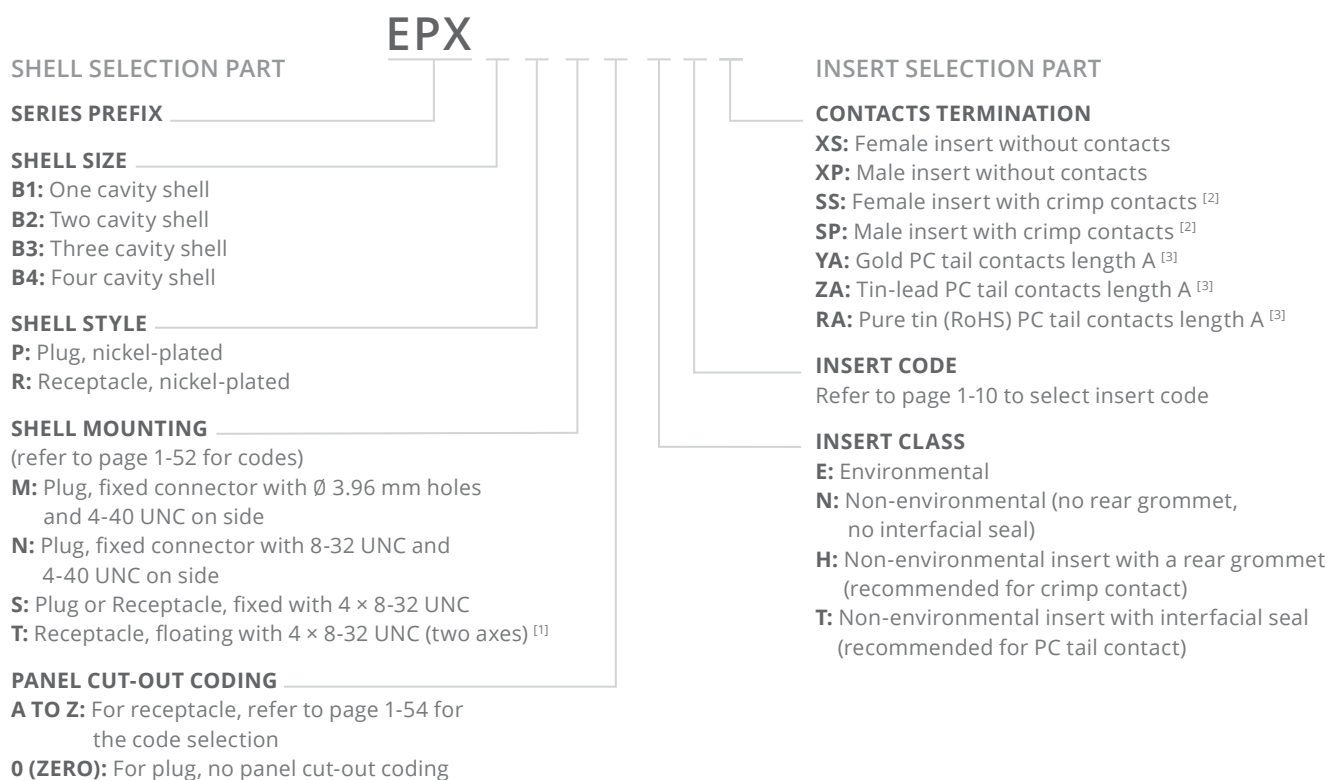 EPX
SHELL SELECTION PART
SERIES PREFIX
SHELL SIZE
B1: One cavity shell
B2: Two cavity shell
B3: Three cavity shell
B4: Four cavity shell
SHELL STYLE
P: Plug, nickel-plated
R: Receptacle, nickel-plated
SHELL MOUNTING
(refer to page 1-52 for codes)
M: Plug, fixed connector with Ø 3.96 mm holes
and 4-40 UNC on side
N: Plug, fixed connector with 8-32 UNC and
4-40 UNC on side
S: Plug or Receptacle, fixed with 4 × 8-32 UNC
T: Receptacle, floating with 4 × 8-32 UNC (two axes) [1]
PANEL CUT-OUT CODING
A TO Z: For receptacle, refer to page 1-54 for
the code selection
0 (ZERO): For plug, no panel cut-out coding
INSERT SELECTION PART
CONTACTS TERMINATION
XS: Female insert without contacts
XP: Male insert without contacts
SS: Female insert with crimp contacts [2]
SP: Male insert with crimp contacts [2]
YA: Gold PC tail contacts length A [3]
ZA: Tin-lead PC tail contacts length A [3]
RA: Pure tin (RoHS) PC tail contacts length A [3]
INSERT CODE
Refer to page 1-10 to select insert code
INSERT CLASS
E: Environmental
N: Non-environmental (no rear grommet,
no interfacial seal)
H: Non-environmental insert with a rear grommet
(recommended for crimp contact)
T: Non-environmental insert with interfacial seal
(recommended for PC tail contact)